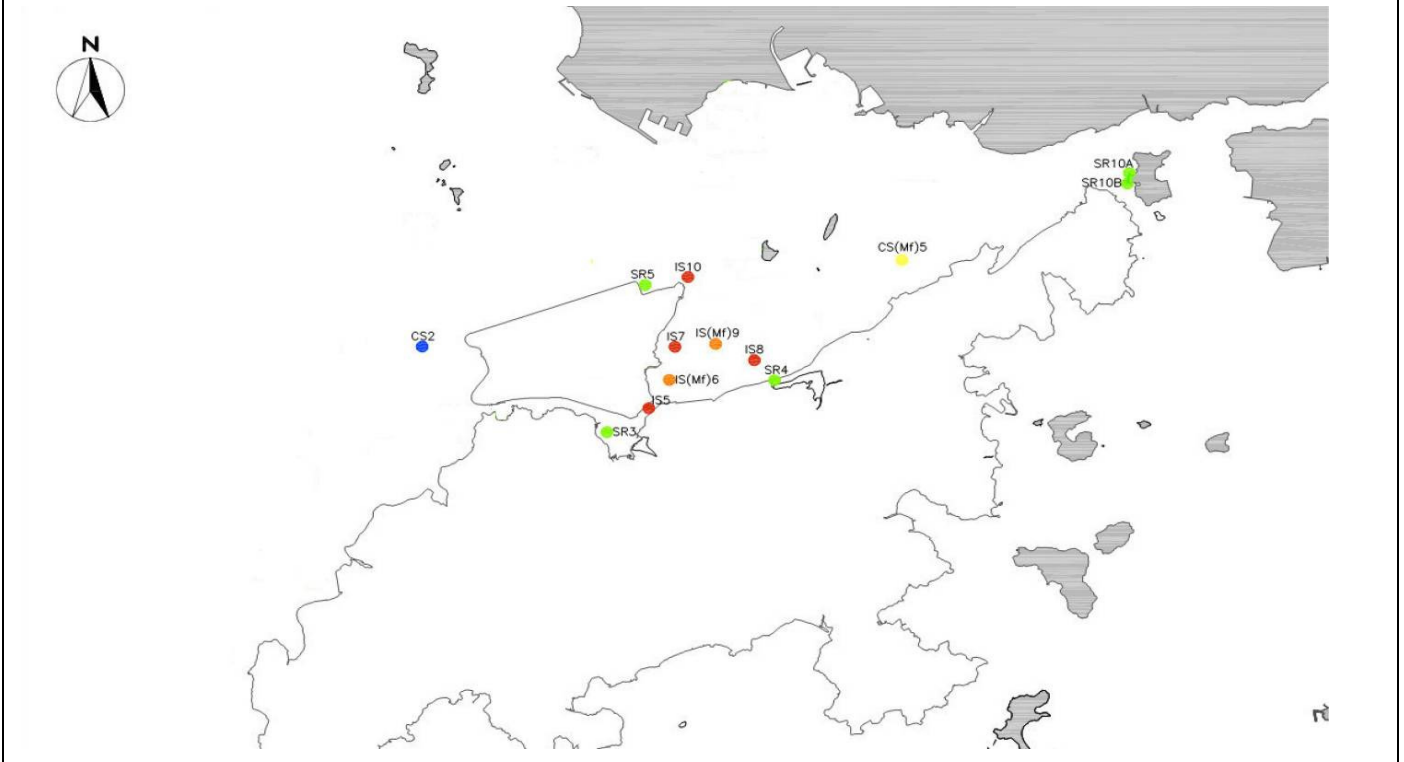 N
SR10A
SR10B
CS(Mf)5
IS10
SR5
CS2
IS7
IS(Mf)9
IS8
SR4
IS(Mf)6
IS5
SR3